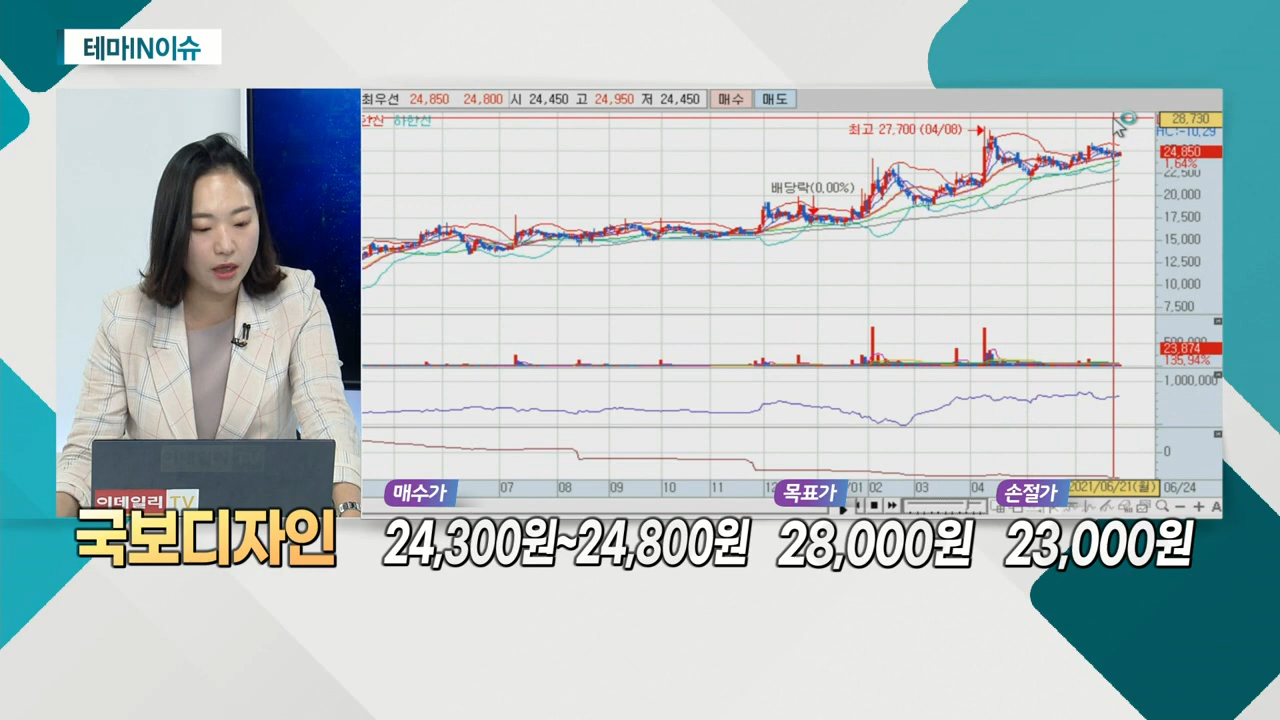 테마IN이슈
최우선 24,850 24,800 시 24,450 고 24,950 저 24,450 매수 매도
하한선
28,730
최고 27,700 (04/08)
24,850
1.64%
22,500
배당락(0.00%)
20,000
17,500
15,000
12,500
10,000
7,500
23,874
135,94%
1,000,000
0
07 08 09 10 11 12 01 02 03 04 2021/06/21(월) 06/24
이데일리 TV
매수가 목표가 손절가
국보디자인 24,300원~24,800원 28,000원 23,000원